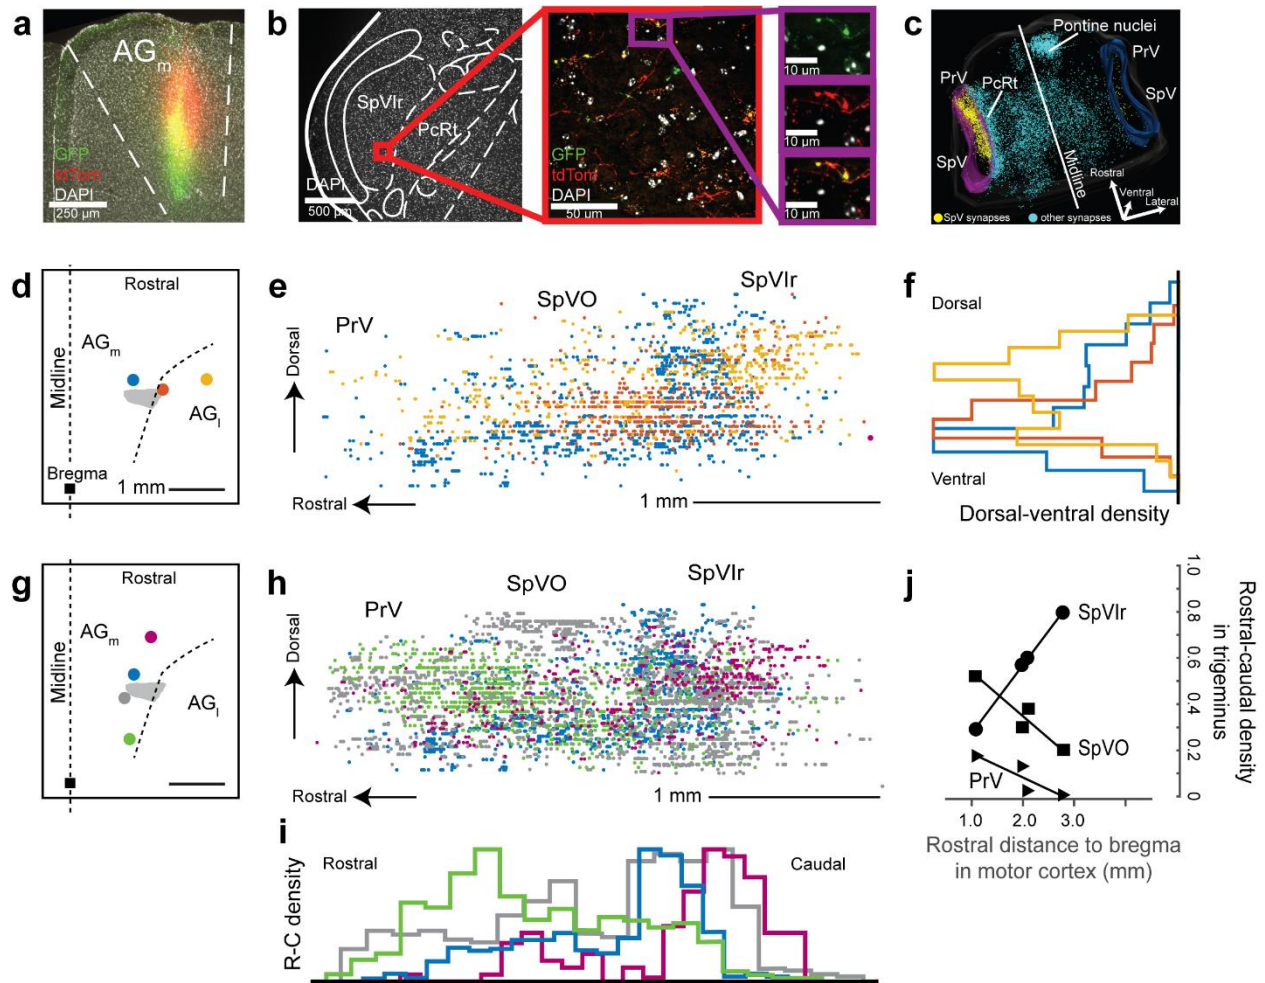 a
AGm
GFP
tdTom
DAPI
250 µm
b
SpVIr
PcRt
DAPI
500 µm
GFP
tdTom
DAPI
50 µm
10 µm
10 µm
10 µm
c
Pontine nuclei
PrV
PcRt
PrV
SpV
SpV
Midline
Rostral
Ventral
Lateral
SpV synapses
other synapses
d
Rostral
Midline
AGm
AGl
Bregma
1 mm
e
PrV
SpVO
SpVIr
Dorsal
Rostral
1 mm
f
Dorsal
Ventral
Dorsal-ventral density
g
Rostral
Midline
AGm
AGl
h
PrV
SpVO
SpVIr
Dorsal
Rostral
1 mm
i
Rostral
Caudal
R-C density
j
SpVIr
SpVO
PrV
1.0
0.8
0.6
0.4
0.2
0
Rostral-caudal density
in trigeminus
1.0 2.0 3.0
Rostral distance to bregma
in motor cortex (mm)